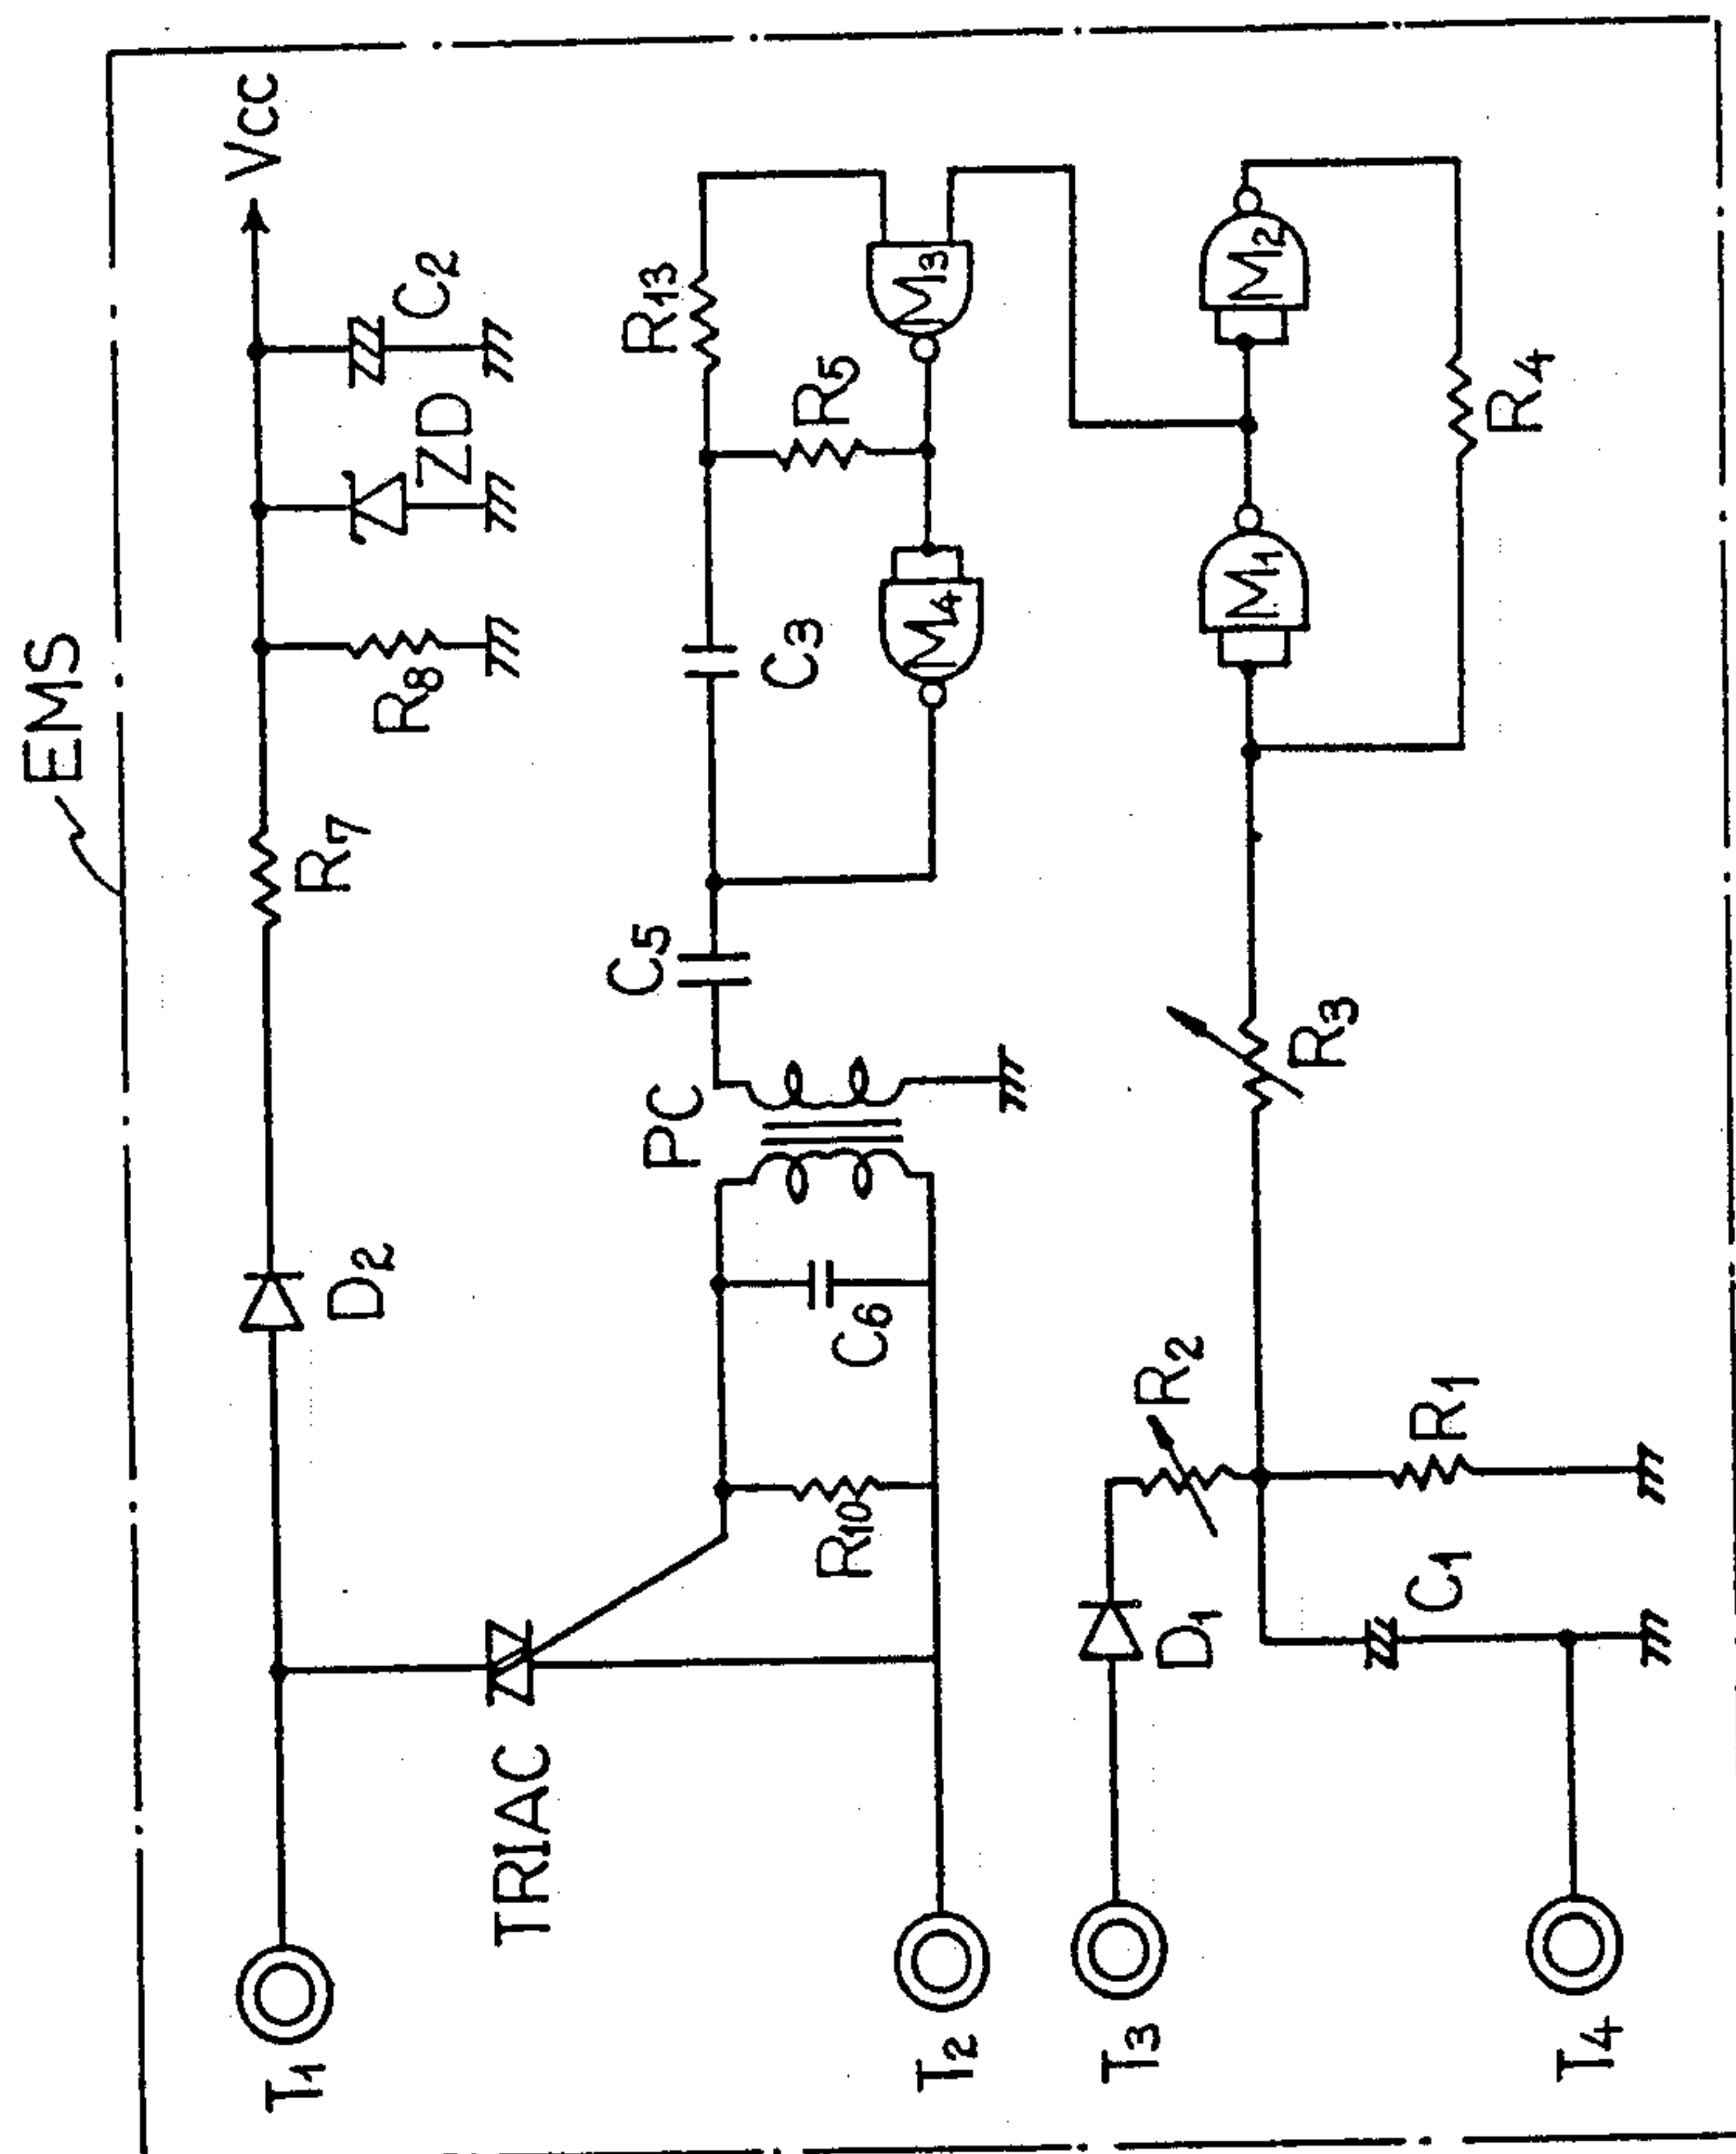 EMS
T1
D2
R7
R8
ZD
C2
Vcc
TRIAC
R10
C6
PC
C5
C3
R5
R13
M4
M3
T2
T3
D1
R2
R3
M1
M2
C1
R1
R4
T4